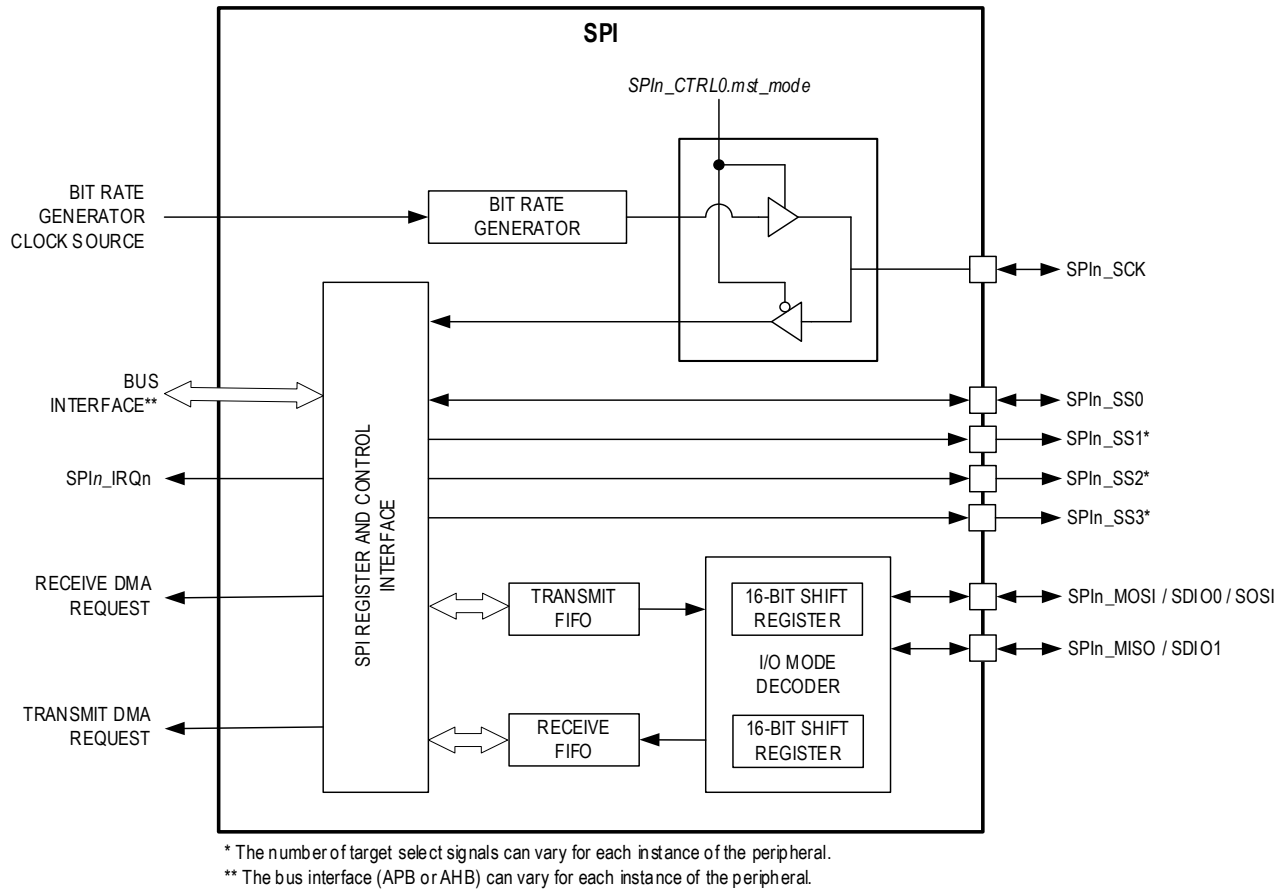 SPI
SPIn_CTRL0.mst_mode
BIT RATE
GENERATOR
CLOCK SOURCE
BIT RATE
GENERATOR
SPIn_SCK
BUS
INTERFACE**
SPIn_IRQn
RECEIVE DMA
REQUEST
TRANSMIT DMA
REQUEST
SPI REGISTER AND CONTROL
INTERFACE
SPIn_SS0
SPIn_SS1*
SPIn_SS2*
SPIn_SS3*
TRANSMIT
FIFO
RECEIVE
FIFO
16-BIT SHIFT
REGISTER
I/O MODE
DECODER
16-BIT SHIFT
REGISTER
SPIn_MOSI / SDIO0 / SOSI
SPIn_MISO / SDIO1
* The number of target select signals can vary for each instance of the peripheral.
** The bus interface (APB or AHB) can vary for each instance of the peripheral.